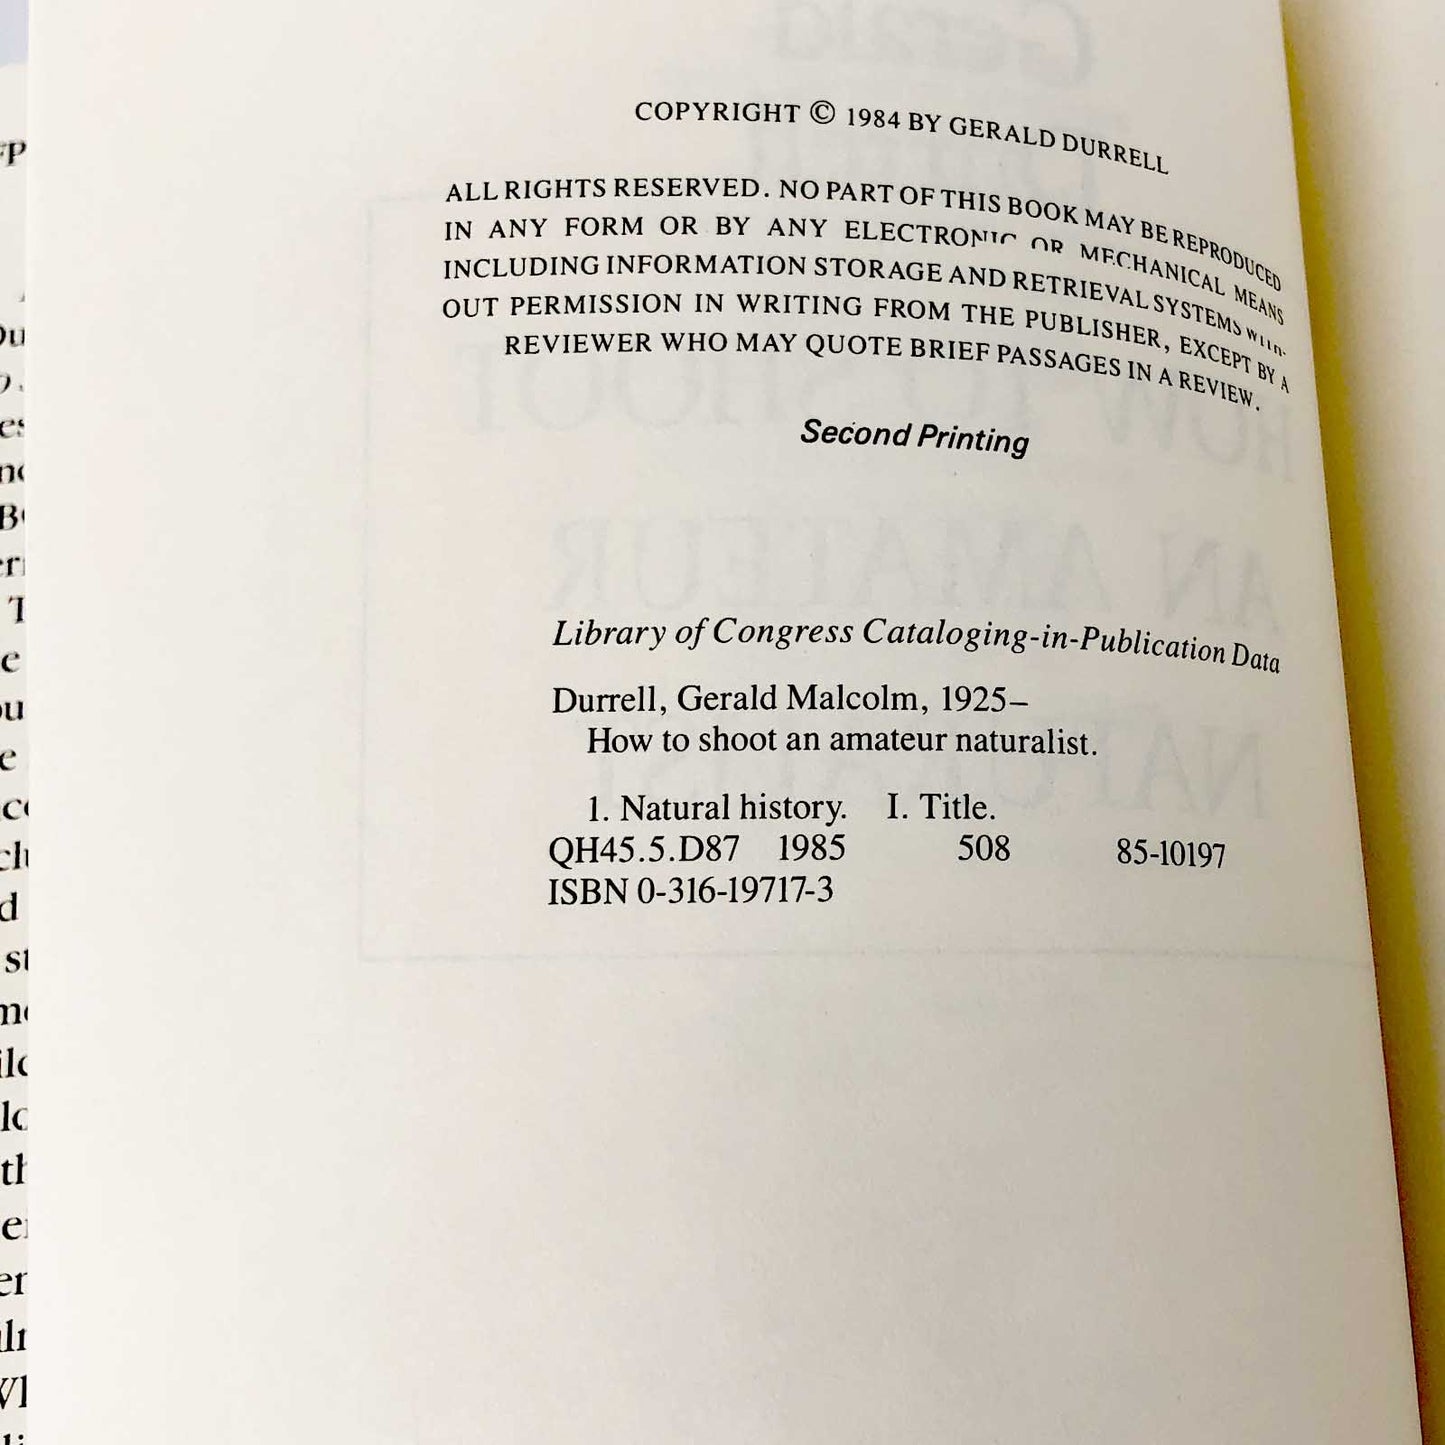 COPYRIGHT © 1984 BY GERALD DURRELL
ALL RIGHTS RESERVED. NO PART OF THIS BOOK MAY BE REPRODUCED
IN ANY FORM OR BY ANY ELECTRONIC OR MECHANICAL MEANS
INCLUDING INFORMATION STORAGE AND RETRIEVAL SYSTEMS WITH-
OUT PERMISSION IN WRITING FROM THE PUBLISHER, EXCEPT BY A
REVIEWER WHO MAY QUOTE BRIEF PASSAGES IN A REVIEW.
Second Printing
Library of Congress Cataloging-in-Publication Data
Durrell, Gerald Malcolm, 1925–
How to shoot an amateur naturalist.
1. Natural history. I. Title.
QH45.5.D87 1985 508 85-10197
ISBN 0-316-19717-3